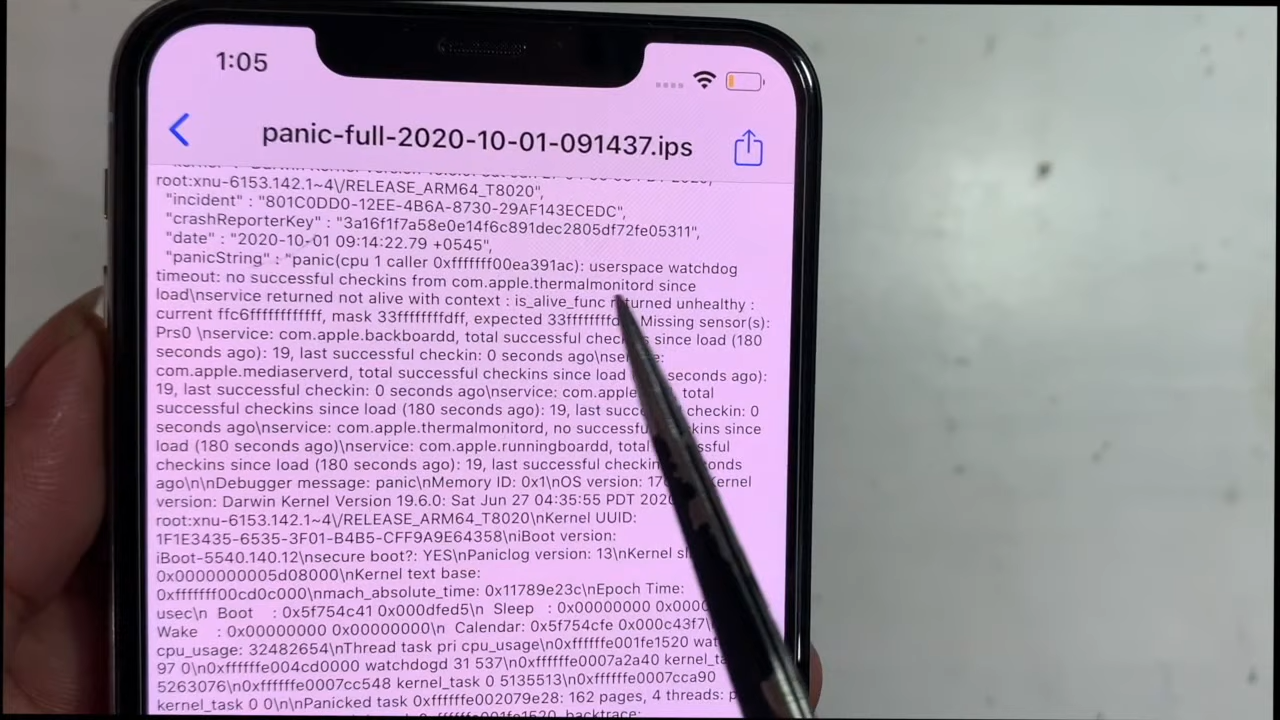 1:05
panic-full-2020-10-01-091437.ips
root:xnu-6153.142.1~4\/RELEASE_ARM64_T8020",
"incident" : "801C0DD0-12EE-4B6A-8730-29AF143ECEDC",
"crashReporterKey" : "3a16f1f7a58e0e14f6c891dec2805df72fe05311",
"date" : "2020-10-01 09:14:22.79 +0545",
"panicString" : "panic(cpu 1 caller 0xfffffff00ea391ac): userspace watchdog
timeout: no successful checkins from com.apple.thermalmonitord since
load\nservice returned not alive with context : is_alive_func returned unhealthy :
current ffc6ffffffffffff, mask 33ffffffffdff, expected 33ffffffff Missing sensor(s):
Prs0 \nservice: com.apple.backboardd, total successful checkins since load (180
seconds ago): 19, last successful checkin: 0 seconds ago\nservice:
com.apple.mediaserverd, total successful checkins since load seconds ago):
19, last successful checkin: 0 seconds ago\nservice: com.apple total
successful checkins since load (180 seconds ago): 19, last checkin: 0
seconds ago\nservice: com.apple.thermalmonitord, no checkins since
load (180 seconds ago)\nservice: com.apple.runningboardd, total
checkins since load (180 seconds ago): 19, last successful checkin seconds
ago\n\nDebugger message: panic\nMemory ID: 0x1\nOS version: Kernel
version: Darwin Kernel Version 19.6.0: Sat Jun 27 04:35:55 PDT
root:xnu-6153.142.1~4\/RELEASE_ARM64_T8020\nKernel UUID:
1F1E3435-6535-3F01-B4B5-CFF9A9E64358\niBoot version:
iBoot-5540.140.12\nsecure boot?: YES\nPaniclog version: 13\nKernel
0x0000000005d08000\nKernel text base:
0xfffffff00cd0c000\nmach_absolute_time: 0x11789e23c\nEpoch Time:
usec\n Boot : 0x5f754c41 0x000dfed5\n Sleep : 0x00000000
Wake : 0x00000000 0x00000000\n Calendar: 0x5f754cfe 0x000c43f7
cpu_usage: 32482654\nThread task pri cpu_usage\n0xffffffe001fe1520
97 0\n0xffffffe004cd0000 watchdogd 31 537\n0xffffffe0007a2a40
5263076\n0xffffffe0007cc548 kernel_task 0 5135513\n0xffffffe0007cca90
kernel_task 0 0\n\nPanicked task 0xffffffe002079e28: 162 pages, 4 threads: